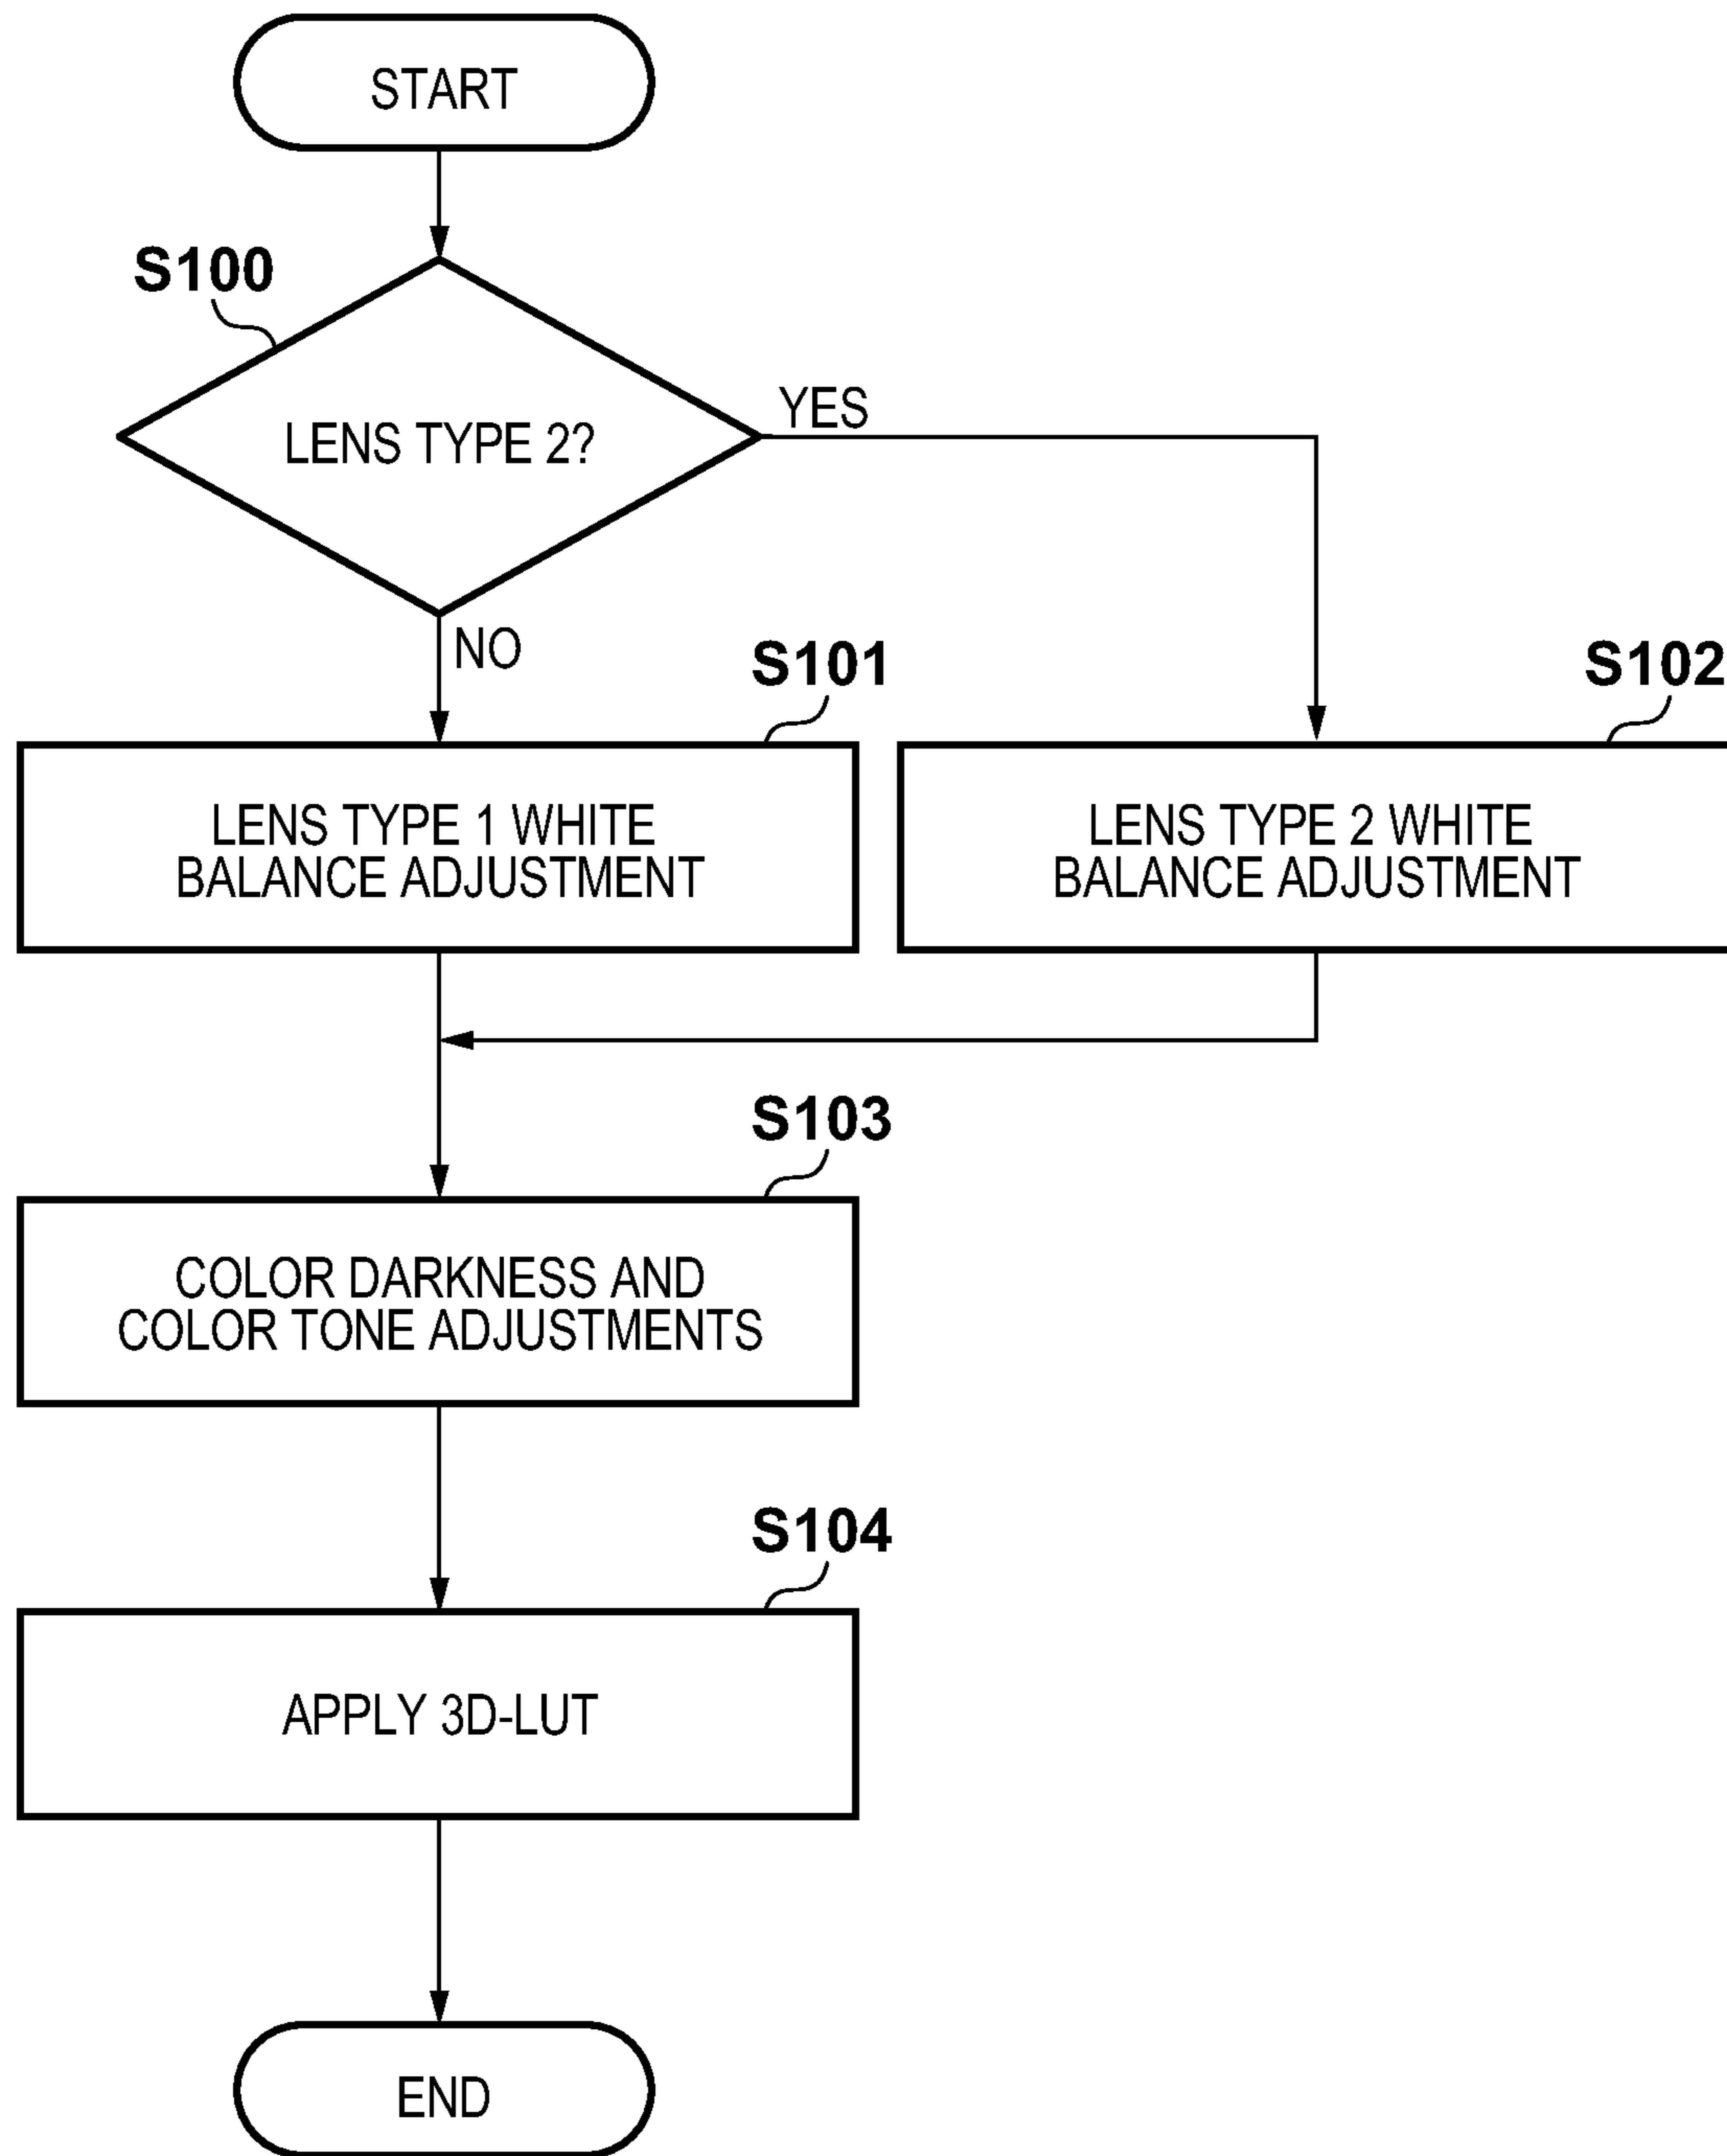 START
S100
LENS TYPE 2?
YES
NO
S101
S102
LENS TYPE 1 WHITE
BALANCE ADJUSTMENT
LENS TYPE 2 WHITE
BALANCE ADJUSTMENT
S103
COLOR DARKNESS AND
COLOR TONE ADJUSTMENTS
S104
APPLY 3D-LUT
END